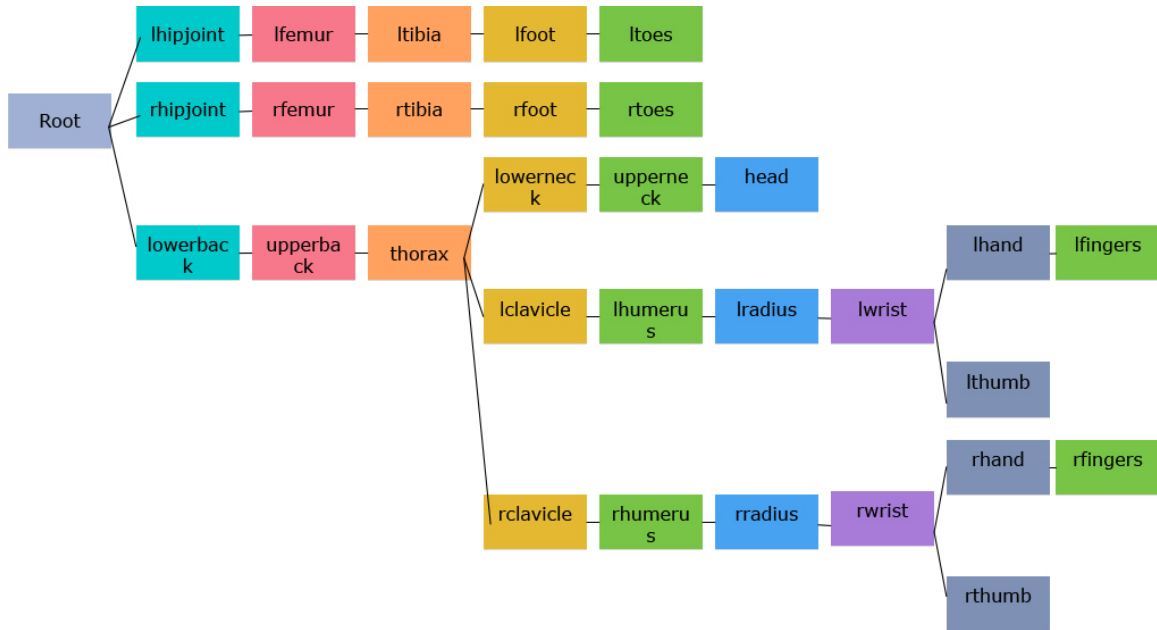 lhipjoint
lfemur
ltibia
lfoot
ltoes
Root
rhipjoint
rfemur
rtibia
rfoot
rtoes
lowernec
k
upperne
ck
head
lowerbac
k
upperba
ck
thorax
lhand
lfingers
lclavicle
lhumeru
s
lradius
lwrist
lthumb
rhand
rfingers
rclavicle
rhumeru
s
rradius
rwrist
rthumb